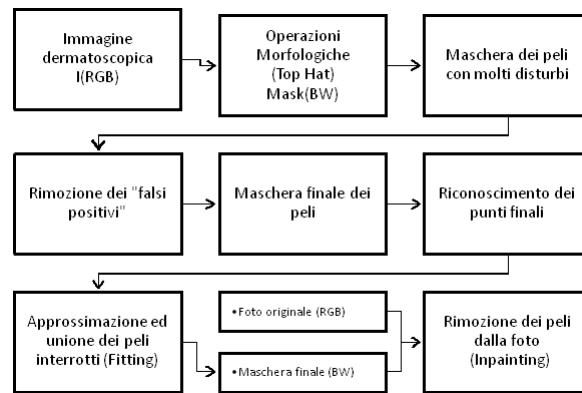 Immagine
dermatoscopica
I(RGB)
Operazioni
Morfologiche
(Top Hat)
Mask(BW)
Maschera dei peli
con molti disturbi
Rimozione dei "falsi
positivi"
Maschera finale dei
peli
Riconoscimento dei
punti finali
Approssimazione ed
unione dei peli
interrotti (Fitting)
•Foto originale (RGB)
•Maschera finale (BW)
Rimozione dei peli
dalla foto
(Inpainting)